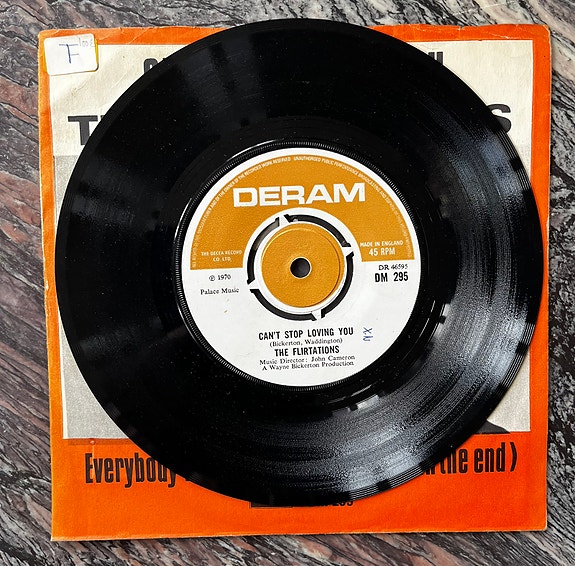 F
DERAM
THE DECCA RECORD
CO. LTD.
MADE IN ENGLAND
45 RPM
℗ 1970
DR 46595
DM 295
Palace Music
CAN'T STOP LOVING YOU
(Bickerton, Waddington)
THE FLIRTATIONS
Music Director: John Cameron
A Wayne Bickerton Production
Everybody
the end)